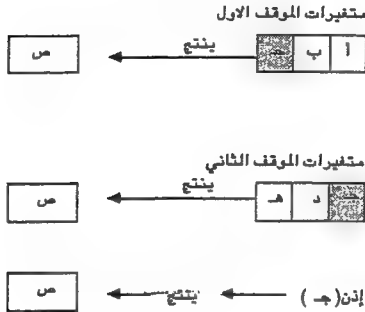 متغيرات الموقف الاول
أ ب جـ ينتج ص
متغيرات الموقف الثاني
جـ د هـ ينتج ص
إذن ( جـ ) ينتج ص